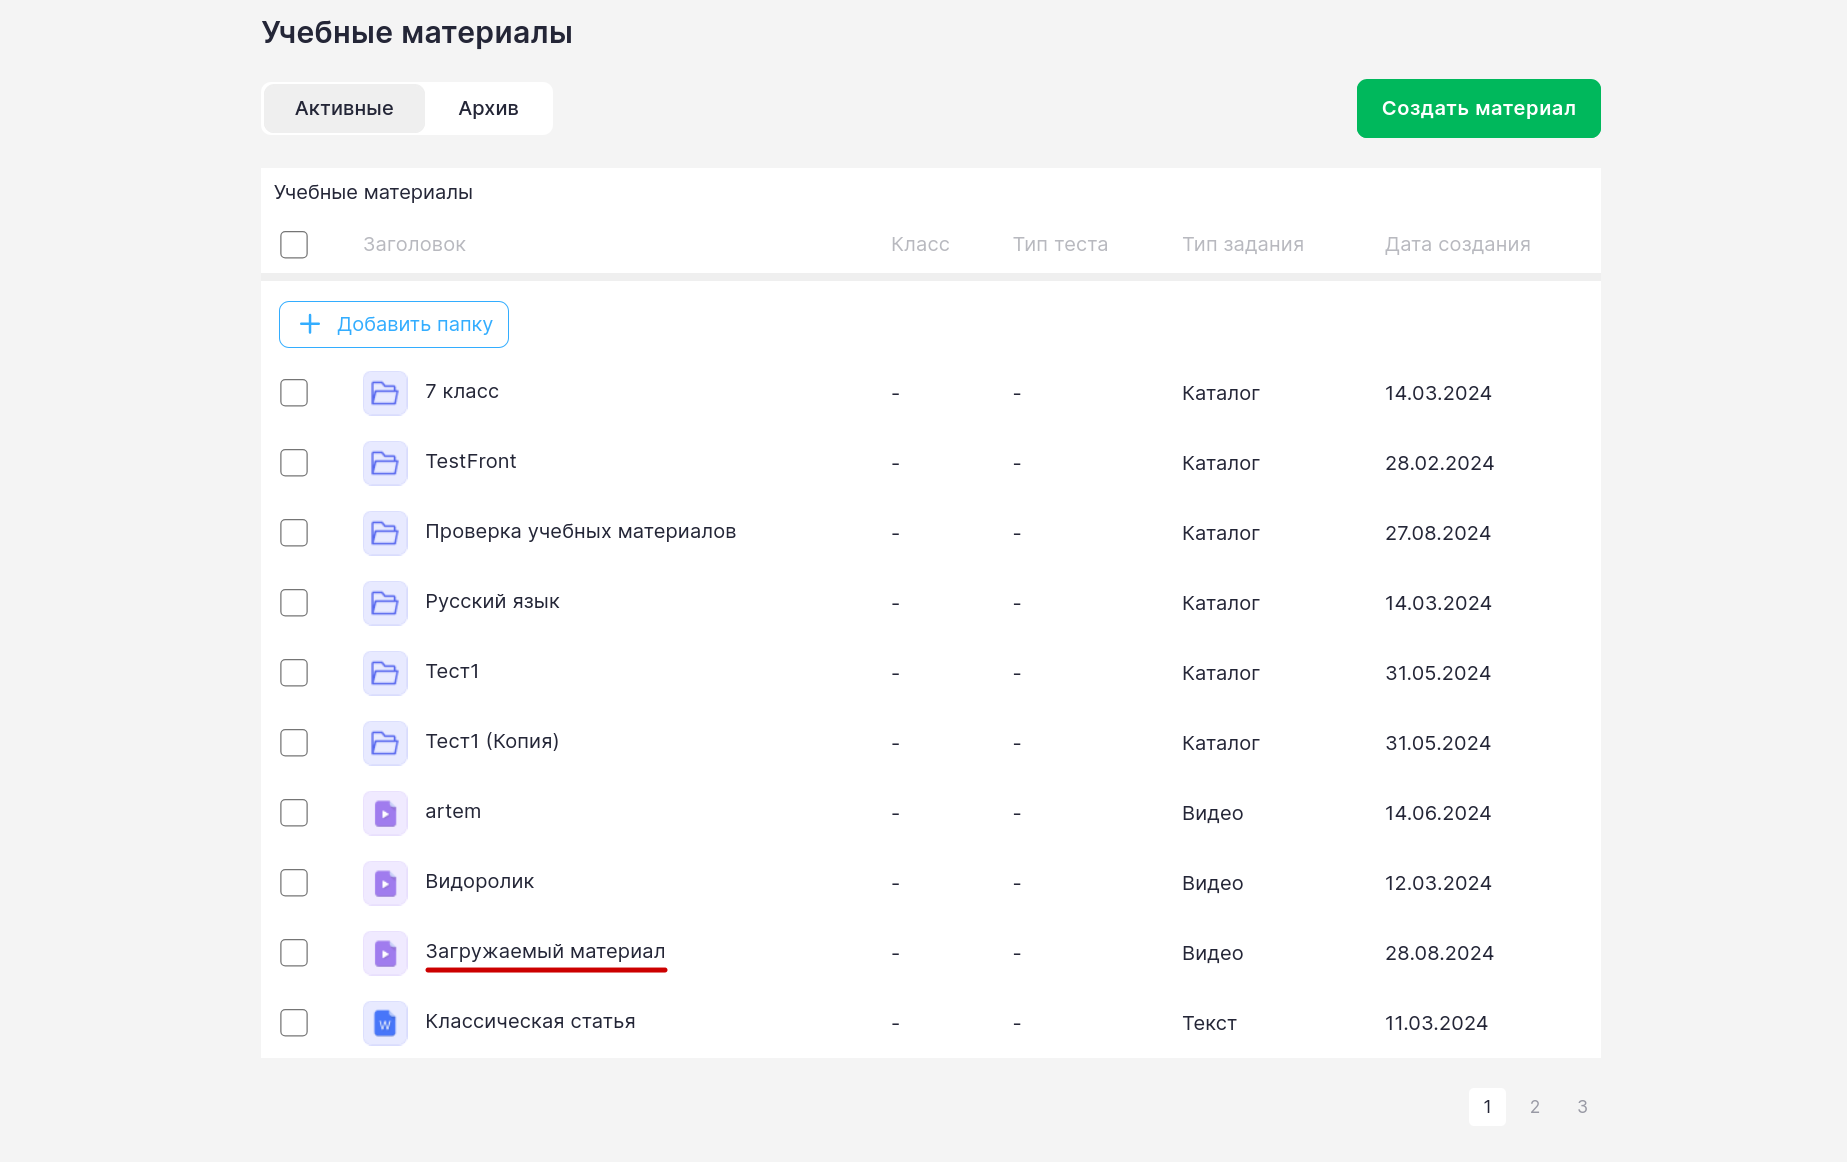 Учебные материалы
Активные Архив Создать материал
Учебные материалы
Заголовок Класс Тип теста Тип задания Дата создания
+ Добавить папку
7 класс - - Каталог 14.03.2024
TestFront - - Каталог 28.02.2024
Проверка учебных материалов - - Каталог 27.08.2024
Русский язык - - Каталог 14.03.2024
Тест1 - - Каталог 31.05.2024
Тест1 (Копия) - - Каталог 31.05.2024
artem - - Видео 14.06.2024
Видоролик - - Видео 12.03.2024
Загружаемый материал - - Видео 28.08.2024
W Классическая статья - - Текст 11.03.2024
1 2 3